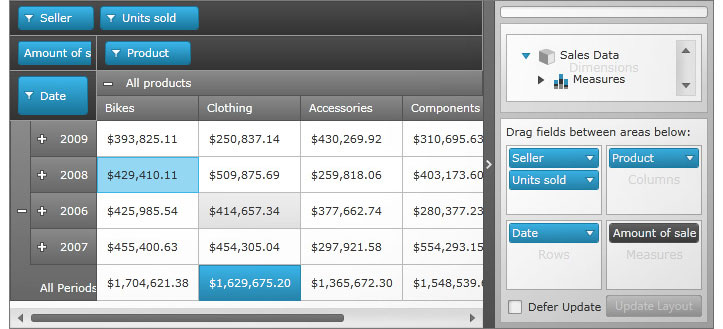 Seller Units sold
Amount of s Product
Date
All products
Bikes Clothing Accessories Components
2009 $393,825.11 $250,837.14 $430,269.92 $310,695.63
2008 $429,410.11 $509,875.69 $259,818.06 $403,173.60
2006 $425,985.54 $414,657.34 $377,662.74 $280,377.23
2007 $455,400.63 $454,305.04 $297,921.58 $554,293.15
All Periods $1,704,621.38 $1,629,675.20 $1,365,672.30 $1,548,539.6
Sales Data
Dimensions
Measures
Drag fields between areas below:
Seller
Units sold
Product
Columns
Date
Rows
Amount of sale
Measures
Defer Update Update Layout